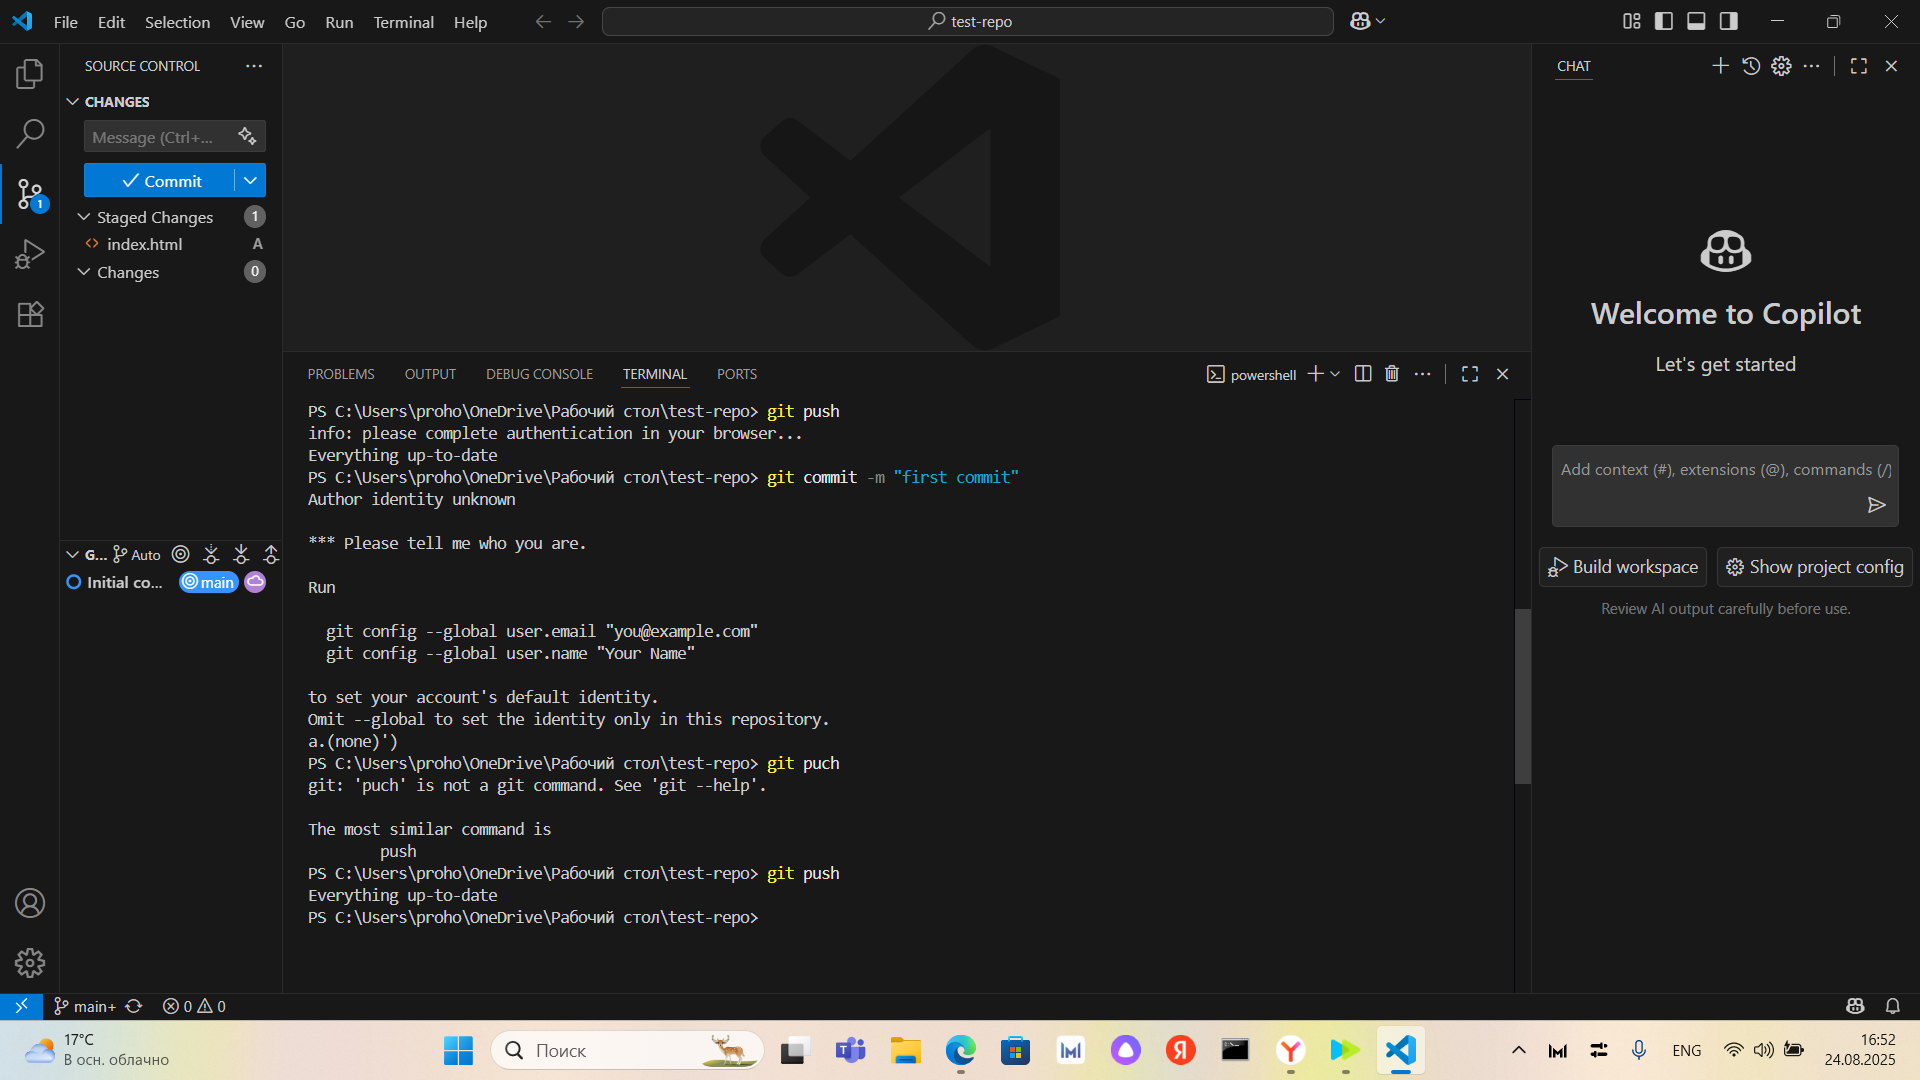 File Edit Selection View Go Run Terminal Help
test-repo
SOURCE CONTROL
CHANGES
Message (Ctrl+...
Commit
Staged Changes 1
index.html A
Changes 0
1
G... Auto
Initial co... main
PROBLEMS OUTPUT DEBUG CONSOLE TERMINAL PORTS
powershell
PS C:\Users\proho\OneDrive\Рабочий стол\test-repo> git push
info: please complete authentication in your browser...
Everything up-to-date
PS C:\Users\proho\OneDrive\Рабочий стол\test-repo> git commit -m "first commit"
Author identity unknown
*** Please tell me who you are.
Run
git config --global user.email "you@example.com"
git config --global user.name "Your Name"
to set your account's default identity.
Omit --global to set the identity only in this repository.
a.(none)')
PS C:\Users\proho\OneDrive\Рабочий стол\test-repo> git puch
git: 'puch' is not a git command. See 'git --help'.
The most similar command is
push
PS C:\Users\proho\OneDrive\Рабочий стол\test-repo> git push
Everything up-to-date
PS C:\Users\proho\OneDrive\Рабочий стол\test-repo>
CHAT
Welcome to Copilot
Let's get started
Add context (#), extensions (@), commands (/)
Build workspace
Show project config
Review AI output carefully before use.
main+ 0 0
17°C
В осн. облачно
Поиск
ENG
16:52
24.08.2025